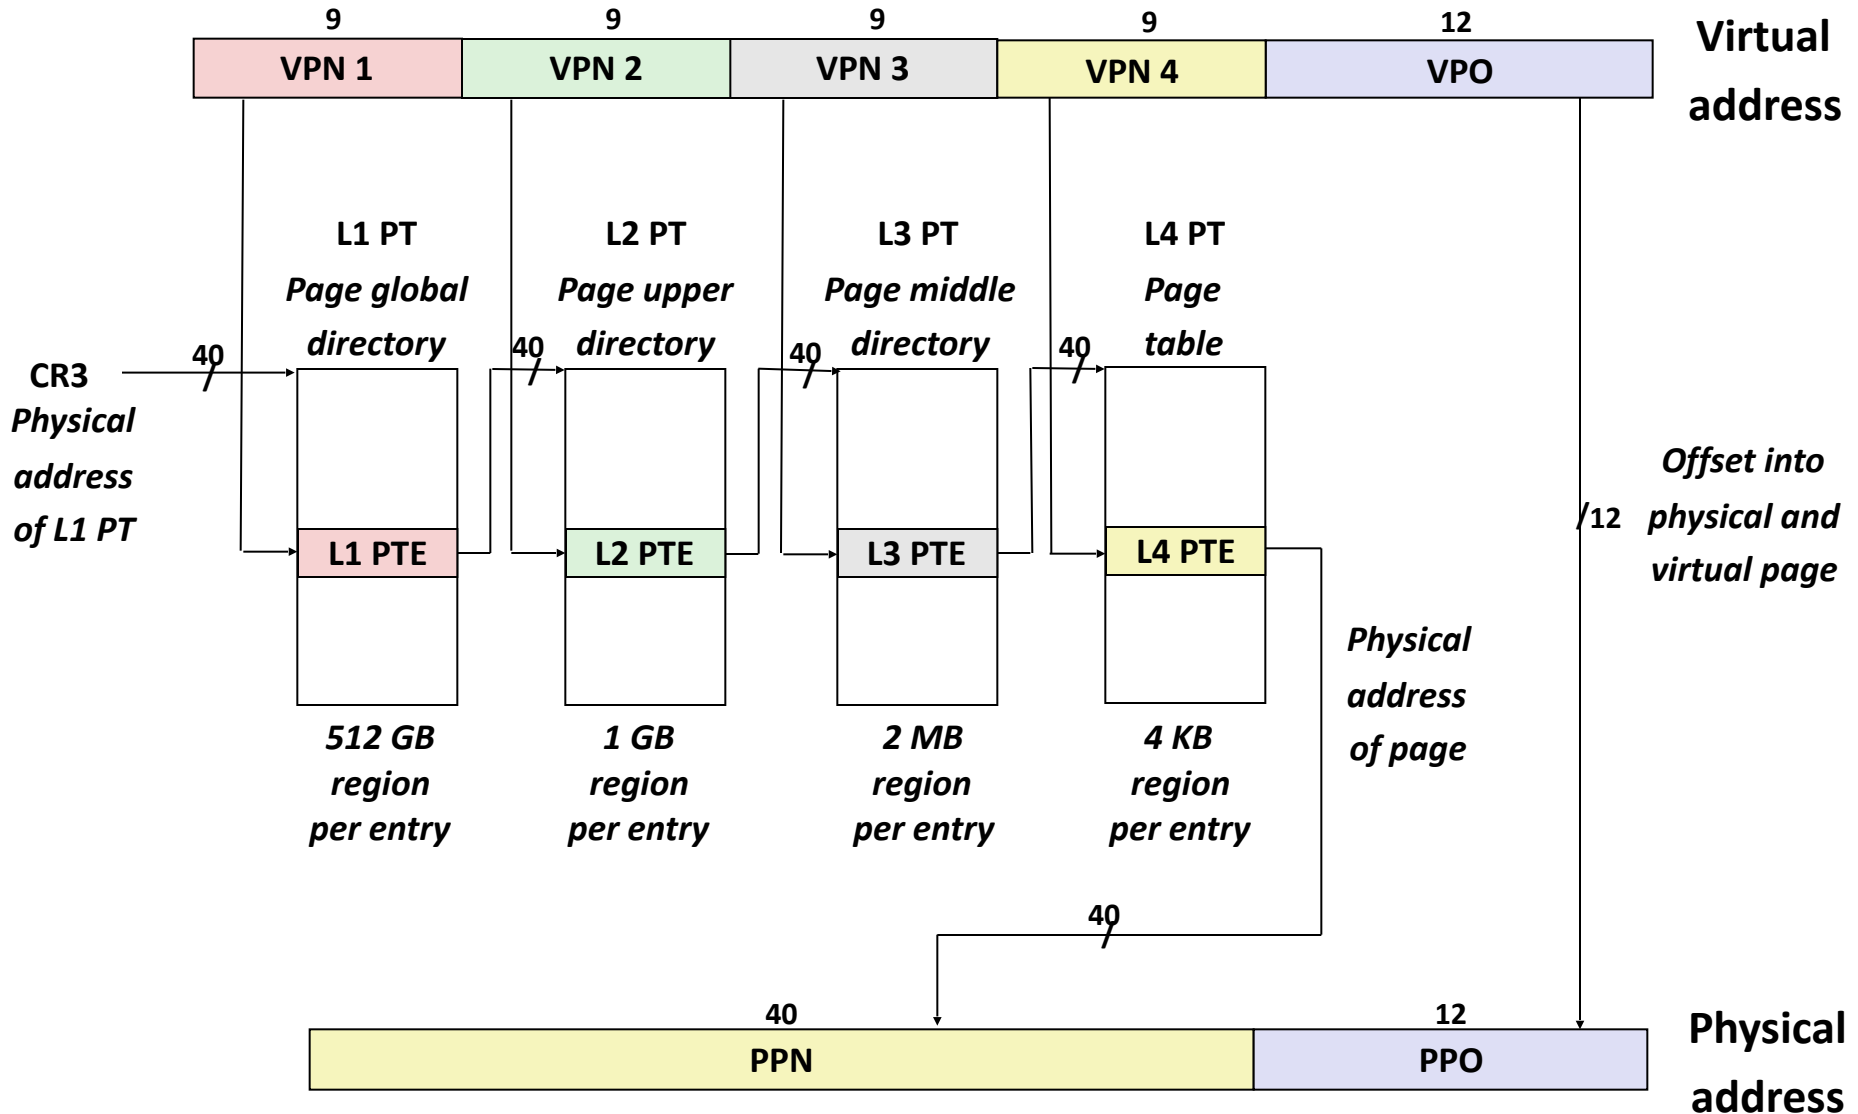 9
9
9
9
12
VPN 1
VPN 2
VPN 3
VPN 4
VPO
Virtual
address
L1 PT
Page global
directory
L2 PT
Page upper
directory
L3 PT
Page middle
directory
L4 PT
Page
table
40
40
40
40
CR3
Physical
address
of L1 PT
L1 PTE
L2 PTE
L3 PTE
L4 PTE
/12
Offset into
physical and
virtual page
512 GB
region
per entry
1 GB
region
per entry
2 MB
region
per entry
4 KB
region
per entry
Physical
address
of page
40
40
12
PPN
PPO
Physical
address